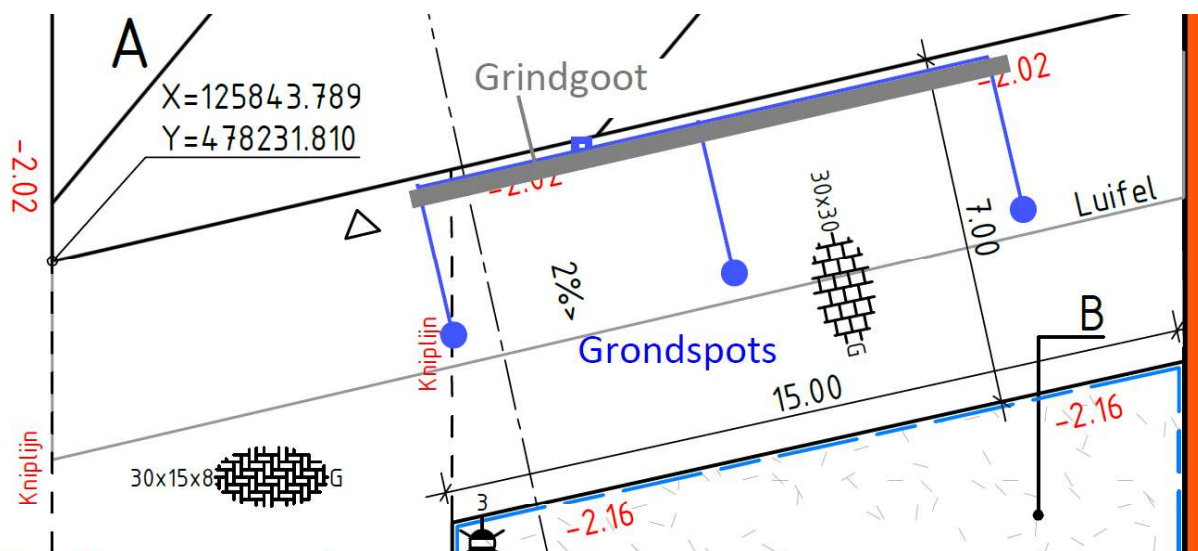 A
X=125843.789
Y=478231.810
Grindgoot
-2.02
-2.02
-2.02
30x30
G
7.00
Luifel
2%
Kniplijn
Grondspots
B
15.00
-2.16
Kniplijn
30x15x8
G
3
-2.16